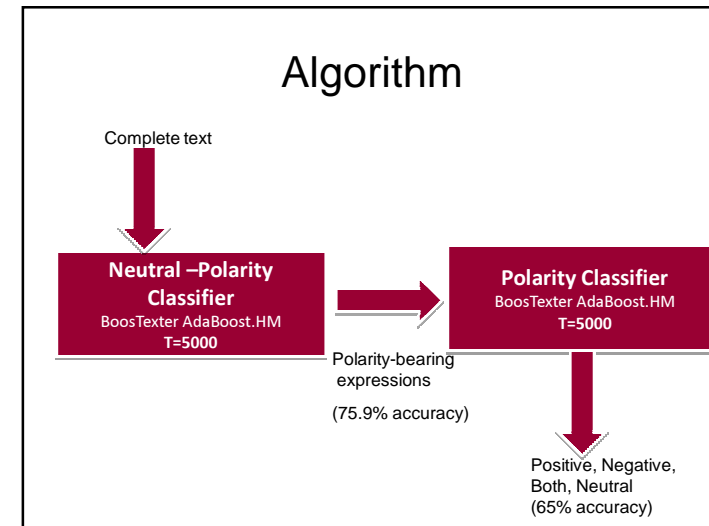 Algorithm
Complete text
Neutral –Polarity
Classifier
BoosTexter AdaBoost.HM
T=5000
Polarity Classifier
BoosTexter AdaBoost.HM
T=5000
Polarity-bearing
expressions
(75.9% accuracy)
Positive, Negative,
Both, Neutral
(65% accuracy)